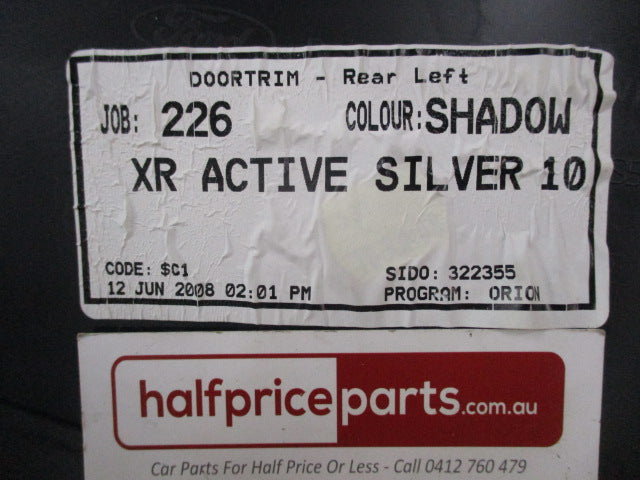 Ford
DOORTRIM - Rear Left
JOB: 226 COLOUR: SHADOW
XR ACTIVE SILVER 10
CODE: $C1 SIDO: 322355
12 JUN 2008 02:01 PM PROGRAM: ORION
halfpriceparts.com.au
Car Parts For Half Price Or Less - Call 0412 760 479